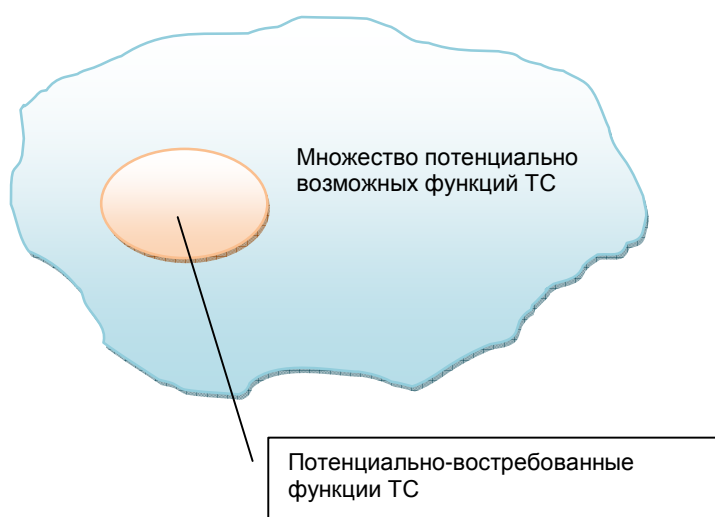 Множество потенциально
возможных функций ТС
Потенциально-востребованные
функции ТС